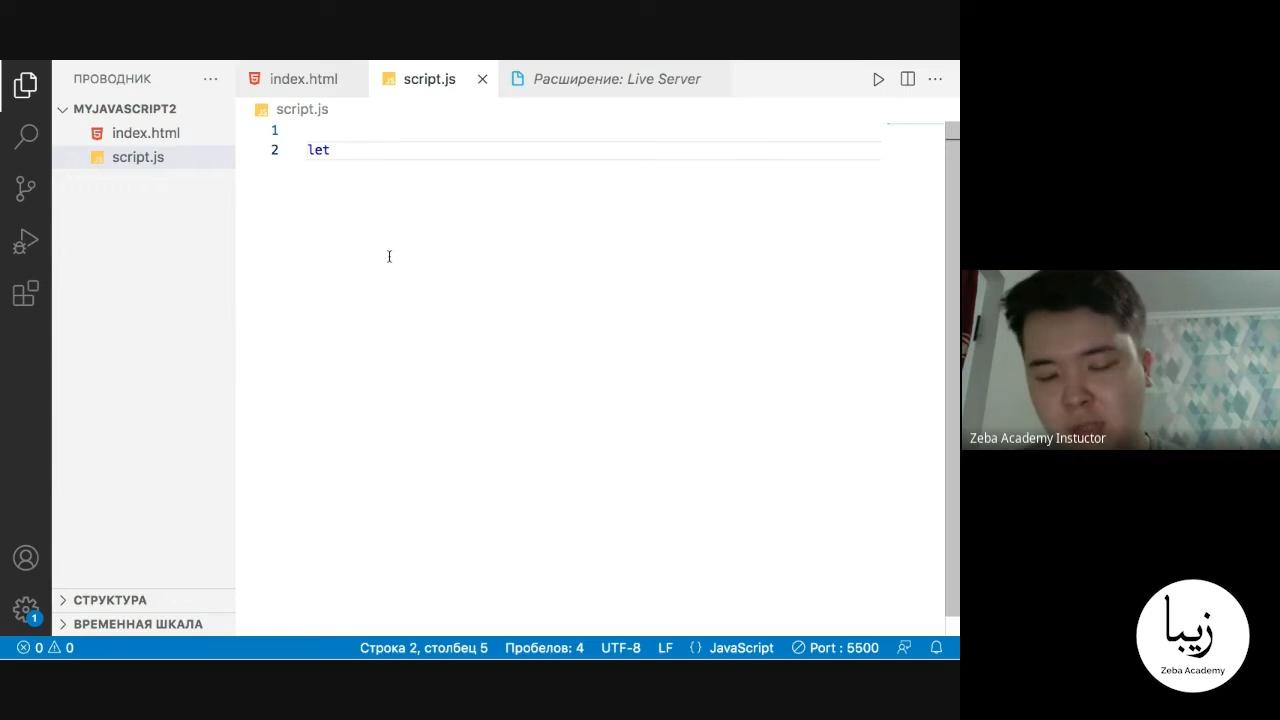 ПРОВОДНИК
index.html
script.js
Расширение: Live Server
MYJAVASCRIPT2
script.js
index.html
script.js
1
2 let
Zeba Academy Instuctor
СТРУКТУРА
ВРЕМЕННАЯ ШКАЛА
1
0 0
Строка 2, столбец 5
Пробелов: 4
UTF-8
LF
JavaScript
Port : 5500
زيبا
Zeba Academy